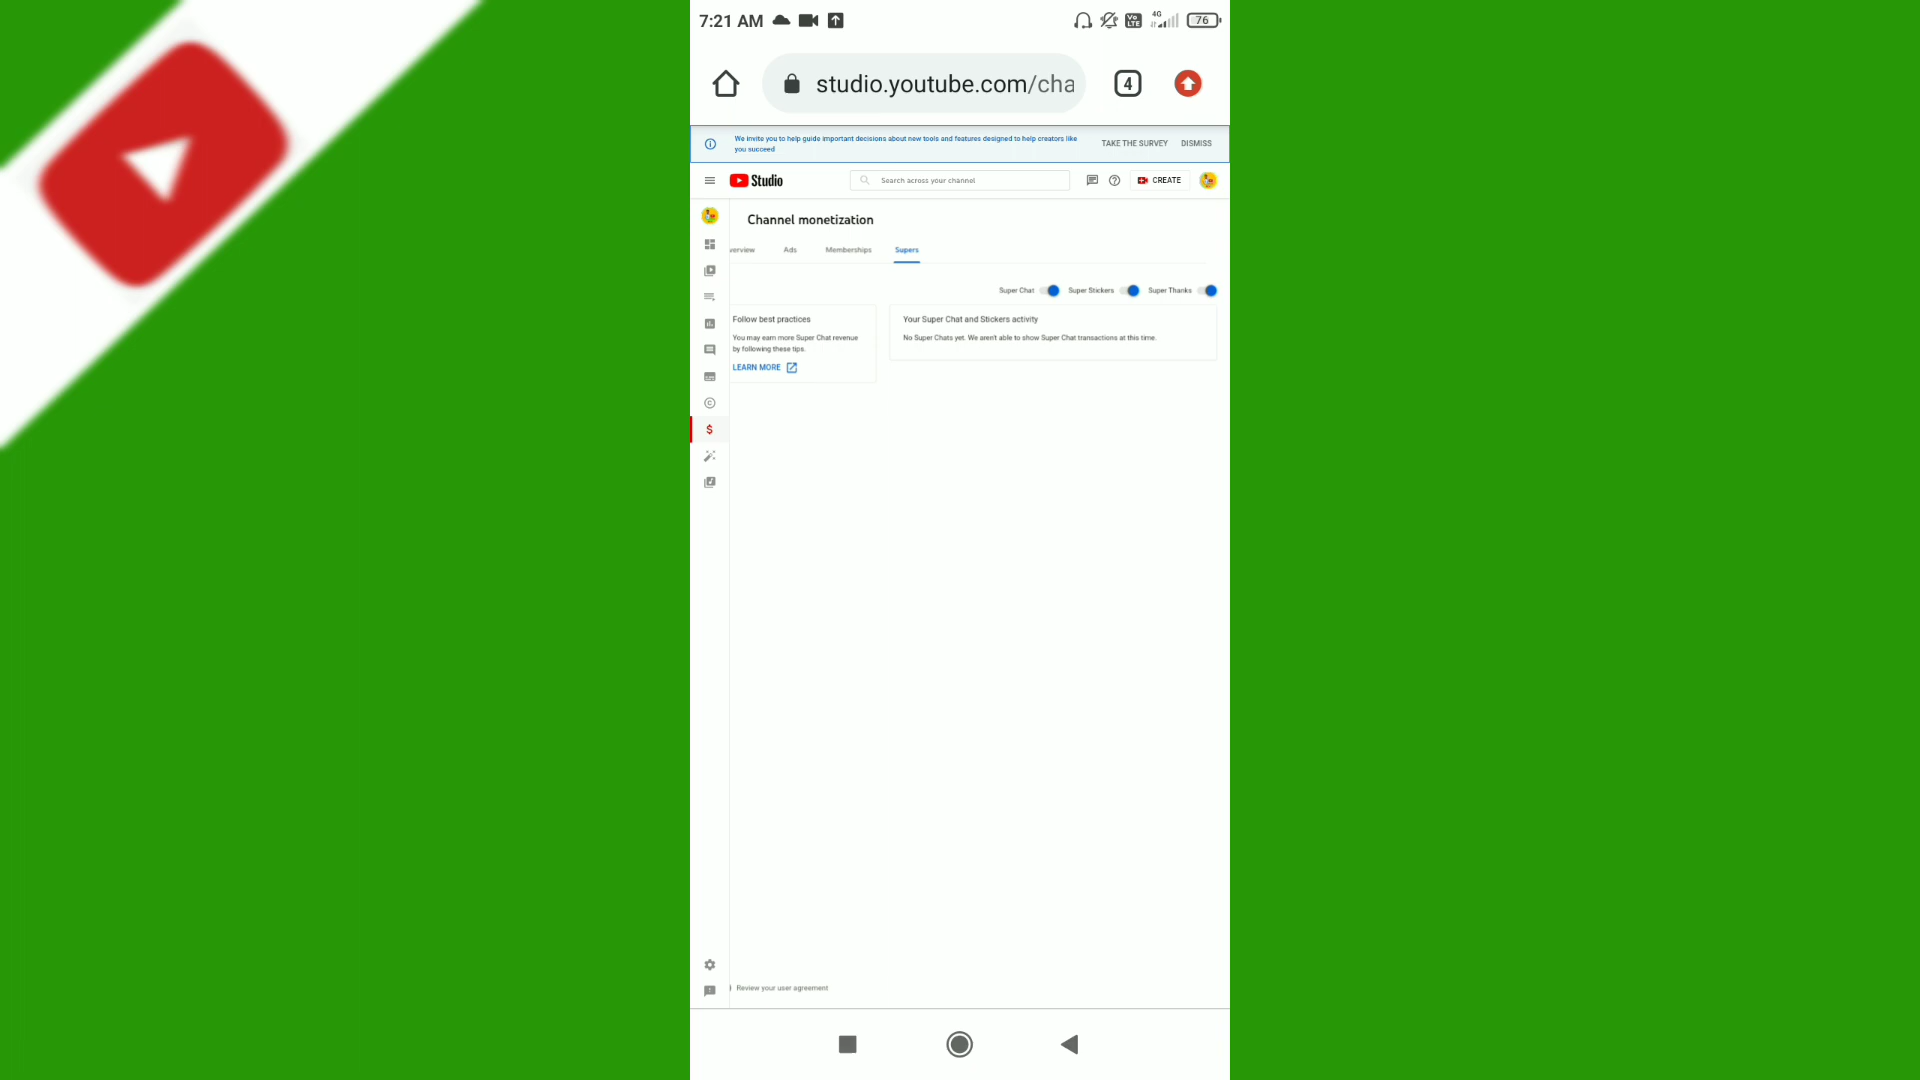 7:21 AM
Vo LTE
4G
76
studio.youtube.com/cha
4
We invite you to help guide important decisions about new tools and features designed to help creators like
you succeed
TAKE THE SURVEY
DISMISS
Studio
Search across your channel
CREATE
Channel monetization
verview
Ads
Memberships
Supers
Super Chat
Super Stickers
Super Thanks
Follow best practices
You may earn more Super Chat revenue
by following these tips.
LEARN MORE
Your Super Chat and Stickers activity
No Super Chats yet. We aren't able to show Super Chat transactions at this time.
$
Review your user agreement